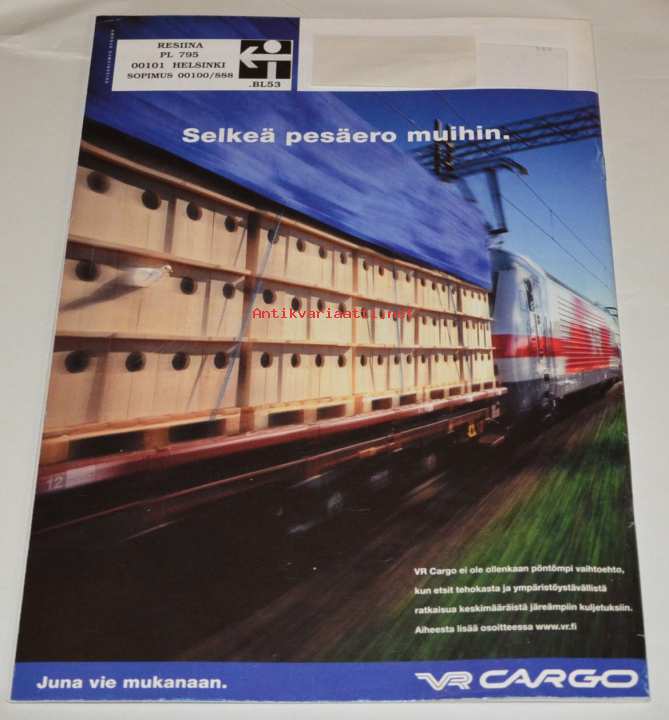 RESIINA
PL 795
00101 HELSINKI
SOPIMUS 00100/888
.BL53
Selkeä pesäero muihin.
Antikvariaatti.net
12
VR Cargo ei ole ollenkaan pöntömpi vaihtoehto,
kun etsit tehokasta ja ympäristöystävällistä
ratkaisua keskimääräistä järeämpiin kuljetuksiin.
Aiheesta lisää osoitteessa www.vr.fi
Juna vie mukanaan.
VR CARGO